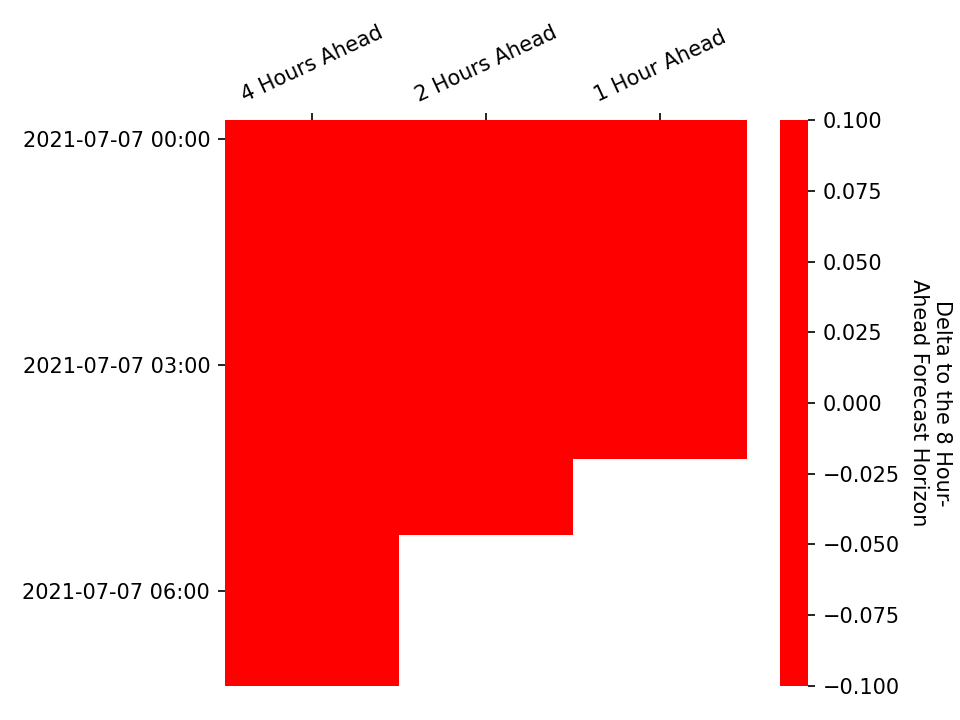 4 Hours Ahead
2 Hours Ahead
1 Hour Ahead
2021-07-07 00:00
2021-07-07 03:00
2021-07-07 06:00
0.100
0.075
0.050
0.025
0.000
−0.025
−0.050
−0.075
−0.100
Delta to the 8 Hour-
Ahead Forecast Horizon